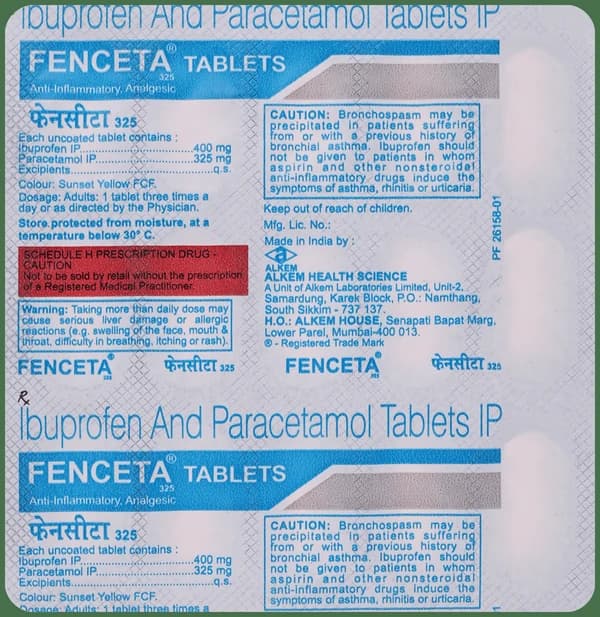 Ibuprofen And Paracetamol Tablets IP
FENCETA® TABLETS
325
Anti-Inflammatory, Analgesic
फेनसीटा 325
Each uncoated tablet contains :
Ibuprofen IP..........................400 mg
Paracetamol IP......................325 mg
Excipients................................q.s.
Colour: Sunset Yellow FCF.
Dosage: Adults: 1 tablet three times a
day or as directed by the Physician.
Store protected from moisture, at a
temperature below 30° C.
SCHEDULE H PRESCRIPTION DRUG -
CAUTION
Not to be sold by retail without the prescription
of a Registered Medical Practitioner.
Warning: Taking more than daily dose may
cause serious liver damage or allergic
reactions (e.g. swelling of the face, mouth &
throat, difficulty in breathing, itching or rash).
CAUTION: Bronchospasm may be
precipitated in patients suffering
from or with a previous history of
bronchial asthma. Ibuprofen should
not be given to patients in whom
aspirin and other nonsteroidal
anti-inflammatory drugs induce the
symptoms of asthma, rhinitis or urticaria.
Keep out of reach of children.
Mfg. Lic. No.:
Made in India by :
ALKEM
ALKEM HEALTH SCIENCE
A Unit of Alkem Laboratories Limited, Unit-2,
Samardung, Karek Block, P.O.: Namthang,
South Sikkim - 737 137.
H.O.: ALKEM HOUSE, Senapati Bapat Marg,
Lower Parel, Mumbai-400 013.
® - Registered Trade Mark
PF 26158-01
FENCETA® 325 फेनसीटा 325 FENCETA® 325 फेनसीटा 325
Rx
Ibuprofen And Paracetamol Tablets IP
FENCETA® TABLETS
325
Anti-Inflammatory, Analgesic
फेनसीटा 325
Each uncoated tablet contains :
Ibuprofen IP..........................400 mg
Paracetamol IP......................325 mg
Excipients................................q.s.
Colour: Sunset Yellow FCF.
Dosage: Adults: 1 tablet three times a
CAUTION: Bronchospasm may be
precipitated in patients suffering
from or with a previous history of
bronchial asthma. Ibuprofen should
not be given to patients in whom
aspirin and other nonsteroidal
anti-inflammatory drugs induce the
symptoms of asthma, rhinitis or urticaria.